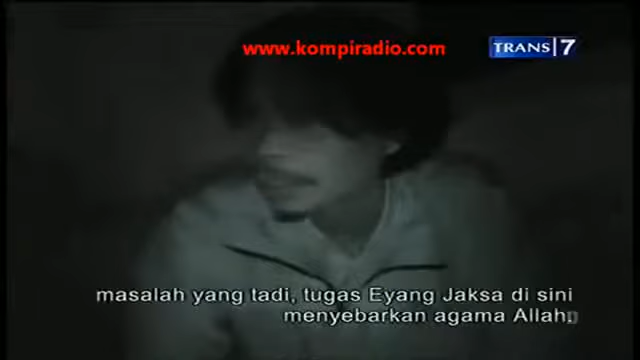 www.kompiradio.com
TRANS|7
masalah yang tadi, tugas Eyang Jaksa di sini
menyebarkan agama Allah.